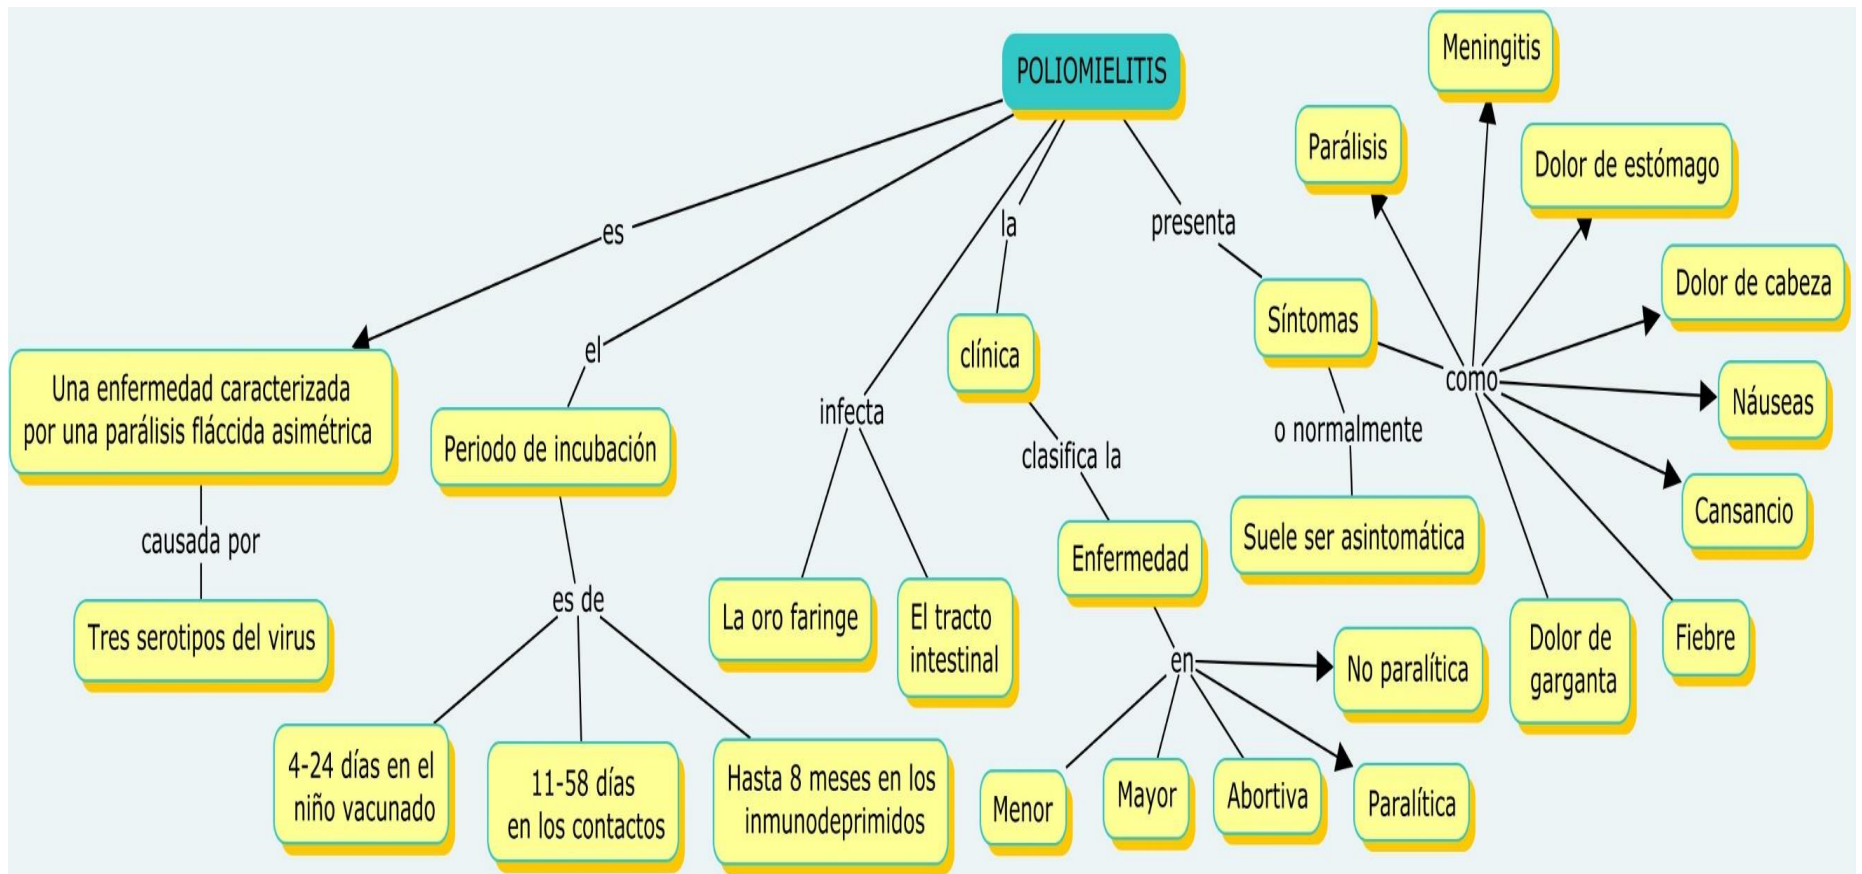 POLIOMIELITIS
es
Una enfermedad caracterizada
por una parálisis fláccida asimétrica
causada por
Tres serotipos del virus
el
Periodo de incubación
es de
4-24 días en el
niño vacunado
11-58 días
en los contactos
Hasta 8 meses en los
inmunodeprimidos
infecta
La oro faringe
El tracto
intestinal
la
clínica
clasifica la
Enfermedad
en
Menor
Mayor
Abortiva
Paralítica
No paralítica
presenta
Síntomas
o normalmente
Suele ser asintomática
como
Parálisis
Meningitis
Dolor de estómago
Dolor de cabeza
Náuseas
Cansancio
Fiebre
Dolor de
garganta